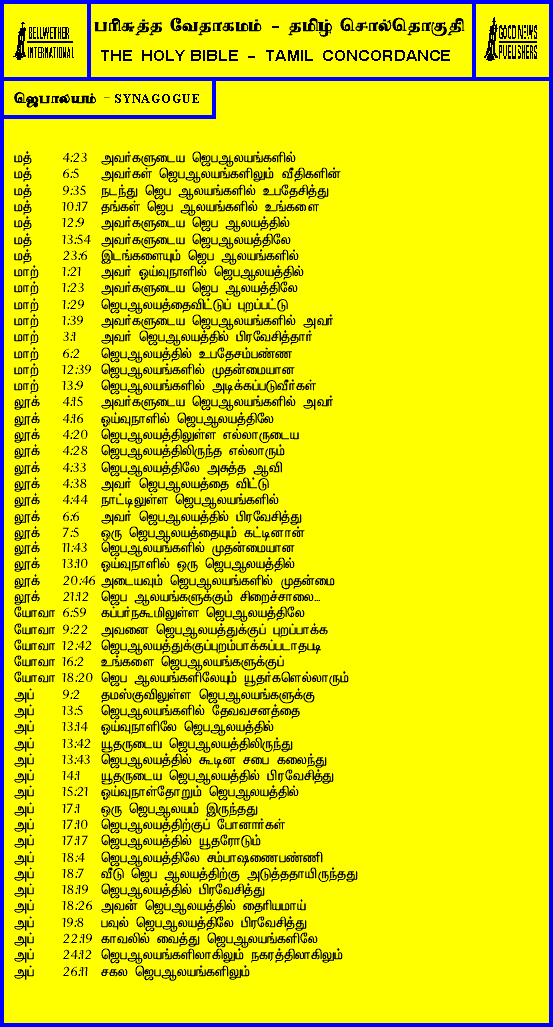 BELLWETHER
INTERNATIONAL
பரிசுத்த வேதாகமம் - தமிழ் சொல்தொகுதி
THE HOLY BIBLE - TAMIL CONCORDANCE
GOOD NEWS
PUBLISHERS
ஜெபாலயம் - SYNAGOGUE
மத் 4:23 அவர்களுடைய ஜெபஆலயங்களில்
மத் 6:5 அவர்கள் ஜெபஆலயங்களிலும் வீதிகளின்
மத் 9:35 நடந்து ஜெப ஆலயங்களில் உபதேசித்து
மத் 10:17 தங்கள் ஜெப ஆலயங்களில் உங்களை
மத் 12:9 அவர்களுடைய ஜெப ஆலயத்தில்
மத் 13:54 அவர்களுடைய ஜெபஆலயத்திலே
மத் 23:6 இடங்களையும் ஜெப ஆலயங்களில்
மாற் 1:21 அவர் ஓய்வுநாளில் ஜெபஆலயத்தில்
மாற் 1:23 அவர்களுடைய ஜெப ஆலயத்திலே
மாற் 1:29 ஜெபஆலயத்தைவிட்டுப் புறப்பட்டு
மாற் 1:39 அவர்களுடைய ஜெபஆலயங்களில் அவர்
மாற் 3:1 அவர் ஜெபஆலயத்தில் பிரவேசித்தார்
மாற் 6:2 ஜெபஆலயத்தில் உபதேசம்பண்ண
மாற் 12:39 ஜெபஆலயங்களில் முதன்மையான
மாற் 13:9 ஜெபஆலயங்களில் அடிக்கப்படுவீர்கள்
லூக் 4:15 அவர்களுடைய ஜெபஆலயங்களில் அவர்
லூக் 4:16 ஓய்வுநாளில் ஜெபஆலயத்திலே
லூக் 4:20 ஜெபஆலயத்திலுள்ள எல்லாருடைய
லூக் 4:28 ஜெபஆலயத்திலிருந்த எல்லாரும்
லூக் 4:33 ஜெபஆலயத்திலே அசுத்த ஆவி
லூக் 4:38 அவர் ஜெபஆலயத்தை விட்டு
லூக் 4:44 நாட்டிலுள்ள ஜெபஆலயங்களில்
லூக் 6:6 அவர் ஜெபஆலயத்தில் பிரவேசித்து
லூக் 7:5 ஒரு ஜெபஆலயத்தையும் கட்டினான்
லூக் 11:43 ஜெபஆலயங்களில் முதன்மையான
லூக் 13:10 ஓய்வுநாளில் ஒரு ஜெபஆலயத்தில்
லூக் 20:46 அடையவும் ஜெபஆலயங்களில் முதன்மை
லூக் 21:12 ஜெப ஆலயங்களுக்கும் சிறைச்சாலை...
யோவா 6:59 கப்பர்நகூமிலுள்ள ஜெபஆலயத்திலே
யோவா 9:22 அவனை ஜெபஆலயத்துக்குப் புறம்பாக்க
யோவா 12:42 ஜெபஆலயத்துக்குப்புறம்பாக்கப்படாதபடி
யோவா 16:2 உங்களை ஜெபஆலயங்களுக்குப்
யோவா 18:20 ஜெப ஆலயங்களிலேயும் யூதர்களெல்லாரும்
அப் 9:2 தமஸ்குவிலுள்ள ஜெபஆலயங்களுக்கு
அப் 13:5 ஜெபஆலயங்களில் தேவவசனத்தை
அப் 13:14 ஓய்வுநாளிலே ஜெபஆலயத்தில்
அப் 13:42 யூதருடைய ஜெபஆலயத்திலிருந்து
அப் 13:43 ஜெபஆலயத்தில் கூடின சபை கலைந்து
அப் 14:1 யூதருடைய ஜெபஆலயத்தில் பிரவேசித்து
அப் 15:21 ஓய்வுநாள்தோறும் ஜெபஆலயத்தில்
அப் 17:1 ஒரு ஜெபஆலயம் இருந்தது
அப் 17:10 ஜெபஆலயத்திற்குப் போனார்கள்
அப் 17:17 ஜெபஆலயத்தில் யூதரோடும்
அப் 18:4 ஜெபஆலயத்திலே சம்பாஷணைபண்ணி
அப் 18:7 வீடு ஜெப ஆலயத்திற்கு அடுத்ததாயிருந்தது
அப் 18:19 ஜெபஆலயத்தில் பிரவேசித்து
அப் 18:26 அவன் ஜெபஆலயத்தில் தைரியமாய்
அப் 19:8 பவுல் ஜெபஆலயத்திலே பிரவேசித்து
அப் 22:19 காவலில் வைத்து ஜெபஆலயங்களிலே
அப் 24:12 ஜெபஆலயங்களிலாகிலும் நகரத்திலாகிலும்
அப் 26:11 சகல ஜெபஆலயங்களிலும்